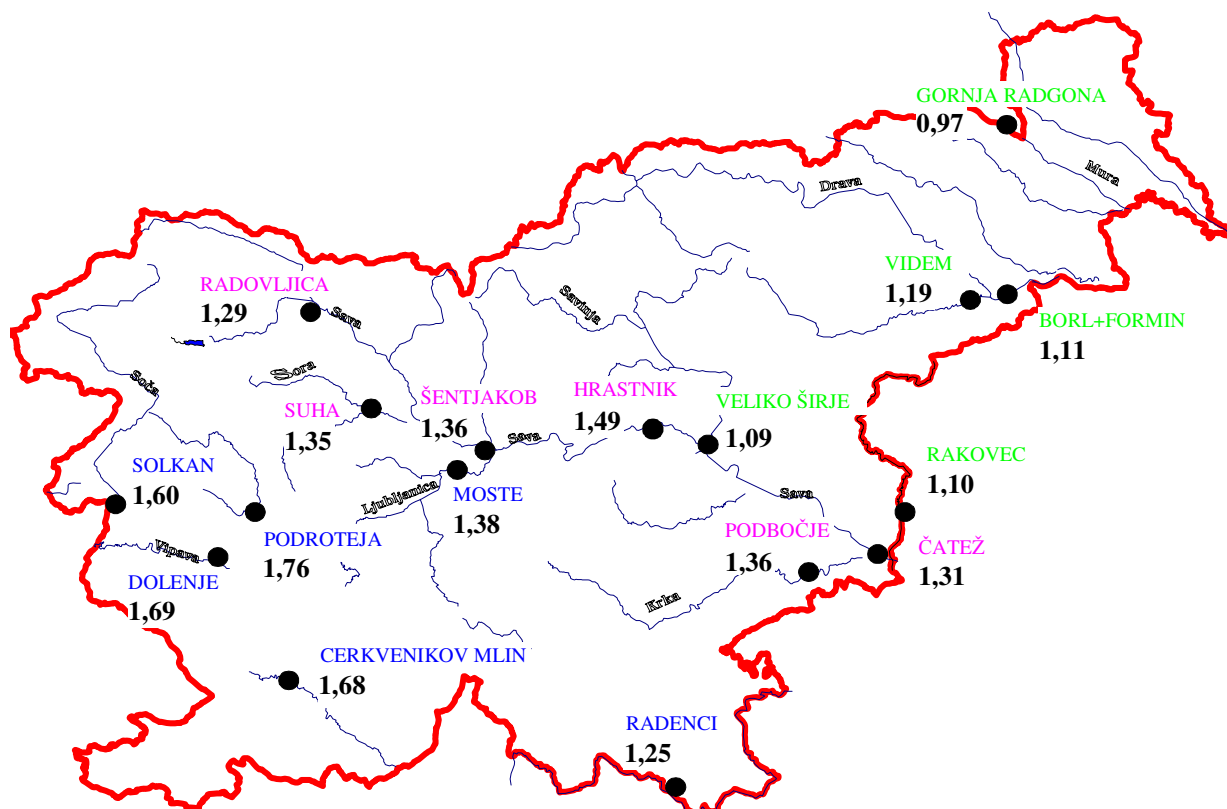 GORNJA RADGONA
0,97
Mura
Drava
VIDEM
1,19
BORL+FORMIN
1,11
RADOVLJICA
1,29
Sava
Savinja
Soča
Sora
SUHA
1,35
ŠENTJAKOB
1,36
Sava
HRASTNIK
1,49
VELIKO ŠIRJE
1,09
RAKOVEC
1,10
SOLKAN
1,60
Ljubljanica
MOSTE
1,38
Sava
PODROTEJA
1,76
Vipava
DOLENJE
1,69
PODBOČJE
1,36
ČATEŽ
1,31
Krka
CERKVENIKOV MLIN
1,68
RADENCI
1,25